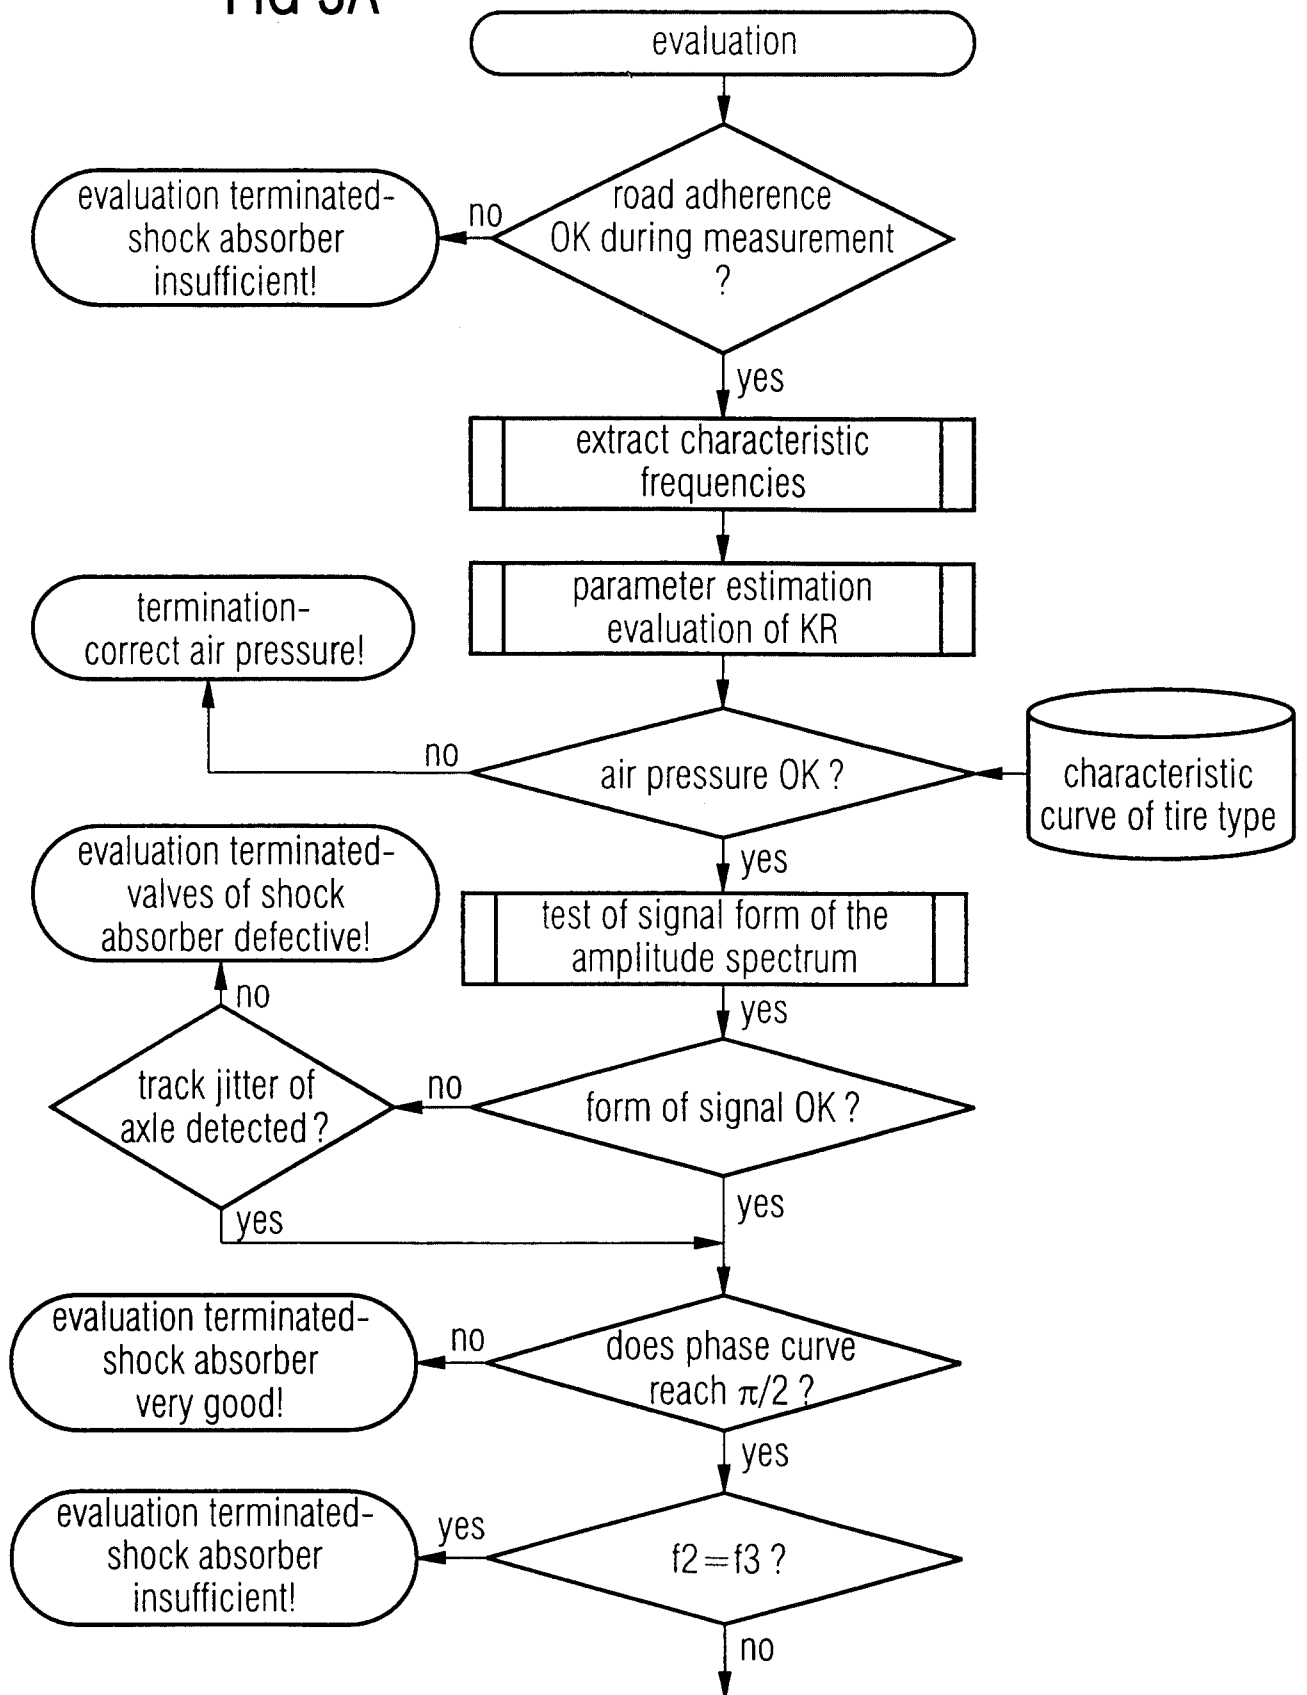 evaluation
road adherence
OK during measurement
?
no
evaluation terminated-
shock absorber
insufficient!
yes
extract characteristic
frequencies
parameter estimation
evaluation of KR
termination-
correct air pressure!
no
air pressure OK ?
characteristic
curve of tire type
yes
evaluation terminated-
valves of shock
absorber defective!
test of signal form of the
amplitude spectrum
no
yes
track jitter of
axle detected ?
no
form of signal OK ?
yes
yes
evaluation terminated-
shock absorber
very good!
no
does phase curve
reach π/2 ?
yes
evaluation terminated-
shock absorber
insufficient!
yes
f2=f3 ?
no